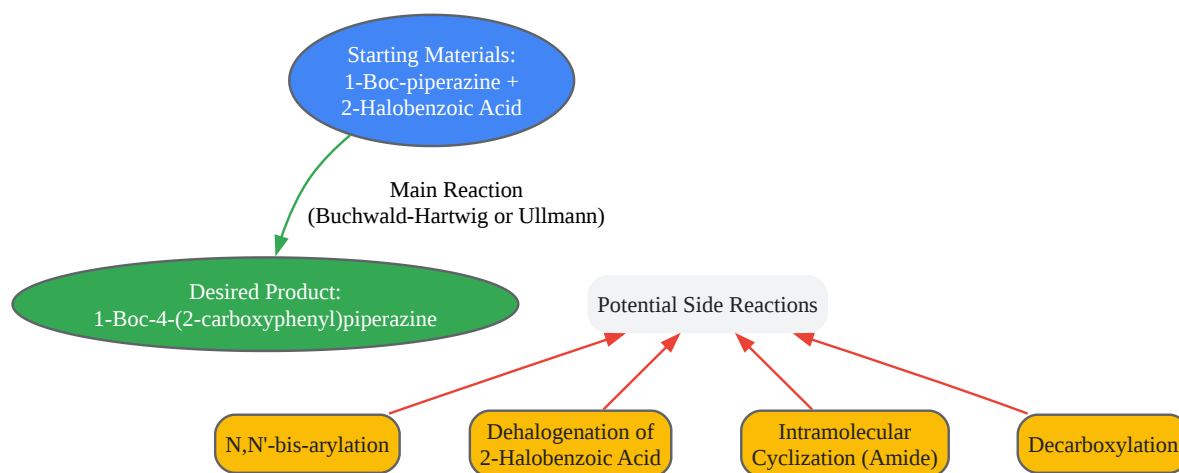 Starting Materials:
1-Boc-piperazine +
2-Halobenzoic Acid
Main Reaction
(Buchwald-Hartwig or Ullmann)
Desired Product:
1-Boc-4-(2-carboxyphenyl)piperazine
Potential Side Reactions
N,N'-bis-arylation
Dehalogenation of
2-Halobenzoic Acid
Intramolecular
Cyclization (Amide)
Decarboxylation